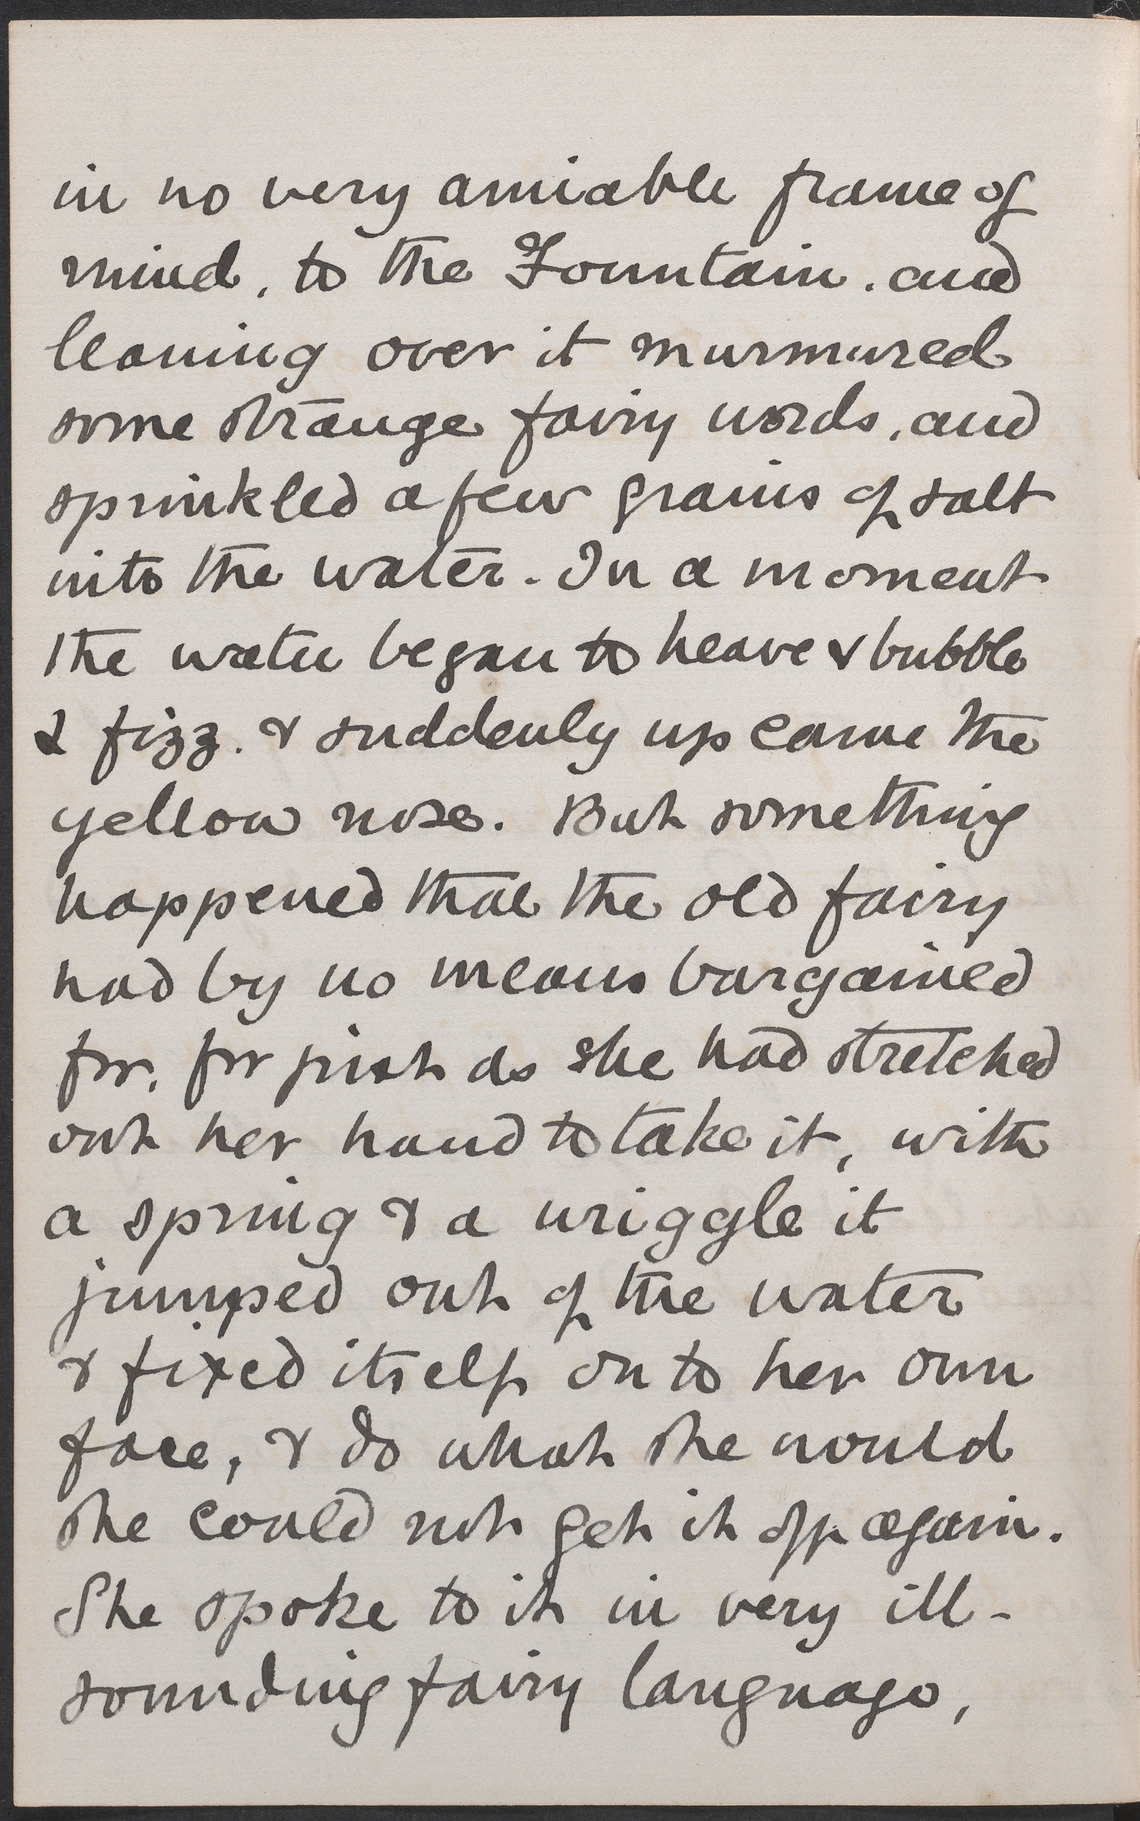 in no very amiable frame of
mind, to the Fountain. and
leaning over it murmured
some strange fairy words, and
sprinkled a few grains of salt
into the water. In a moment
the water began to heave & bubble
& fizz. & suddenly up came the
yellow nose. But something
happened that the old fairy
had by no means bargained
for, for just as she had stretched
out her hand to take it, with
a spring & a wriggle it
jumped out of the water
& fixed itself on to her own
face, & do what she would
she could not get it off again.
She spoke to it in very ill-
sounding fairy language,